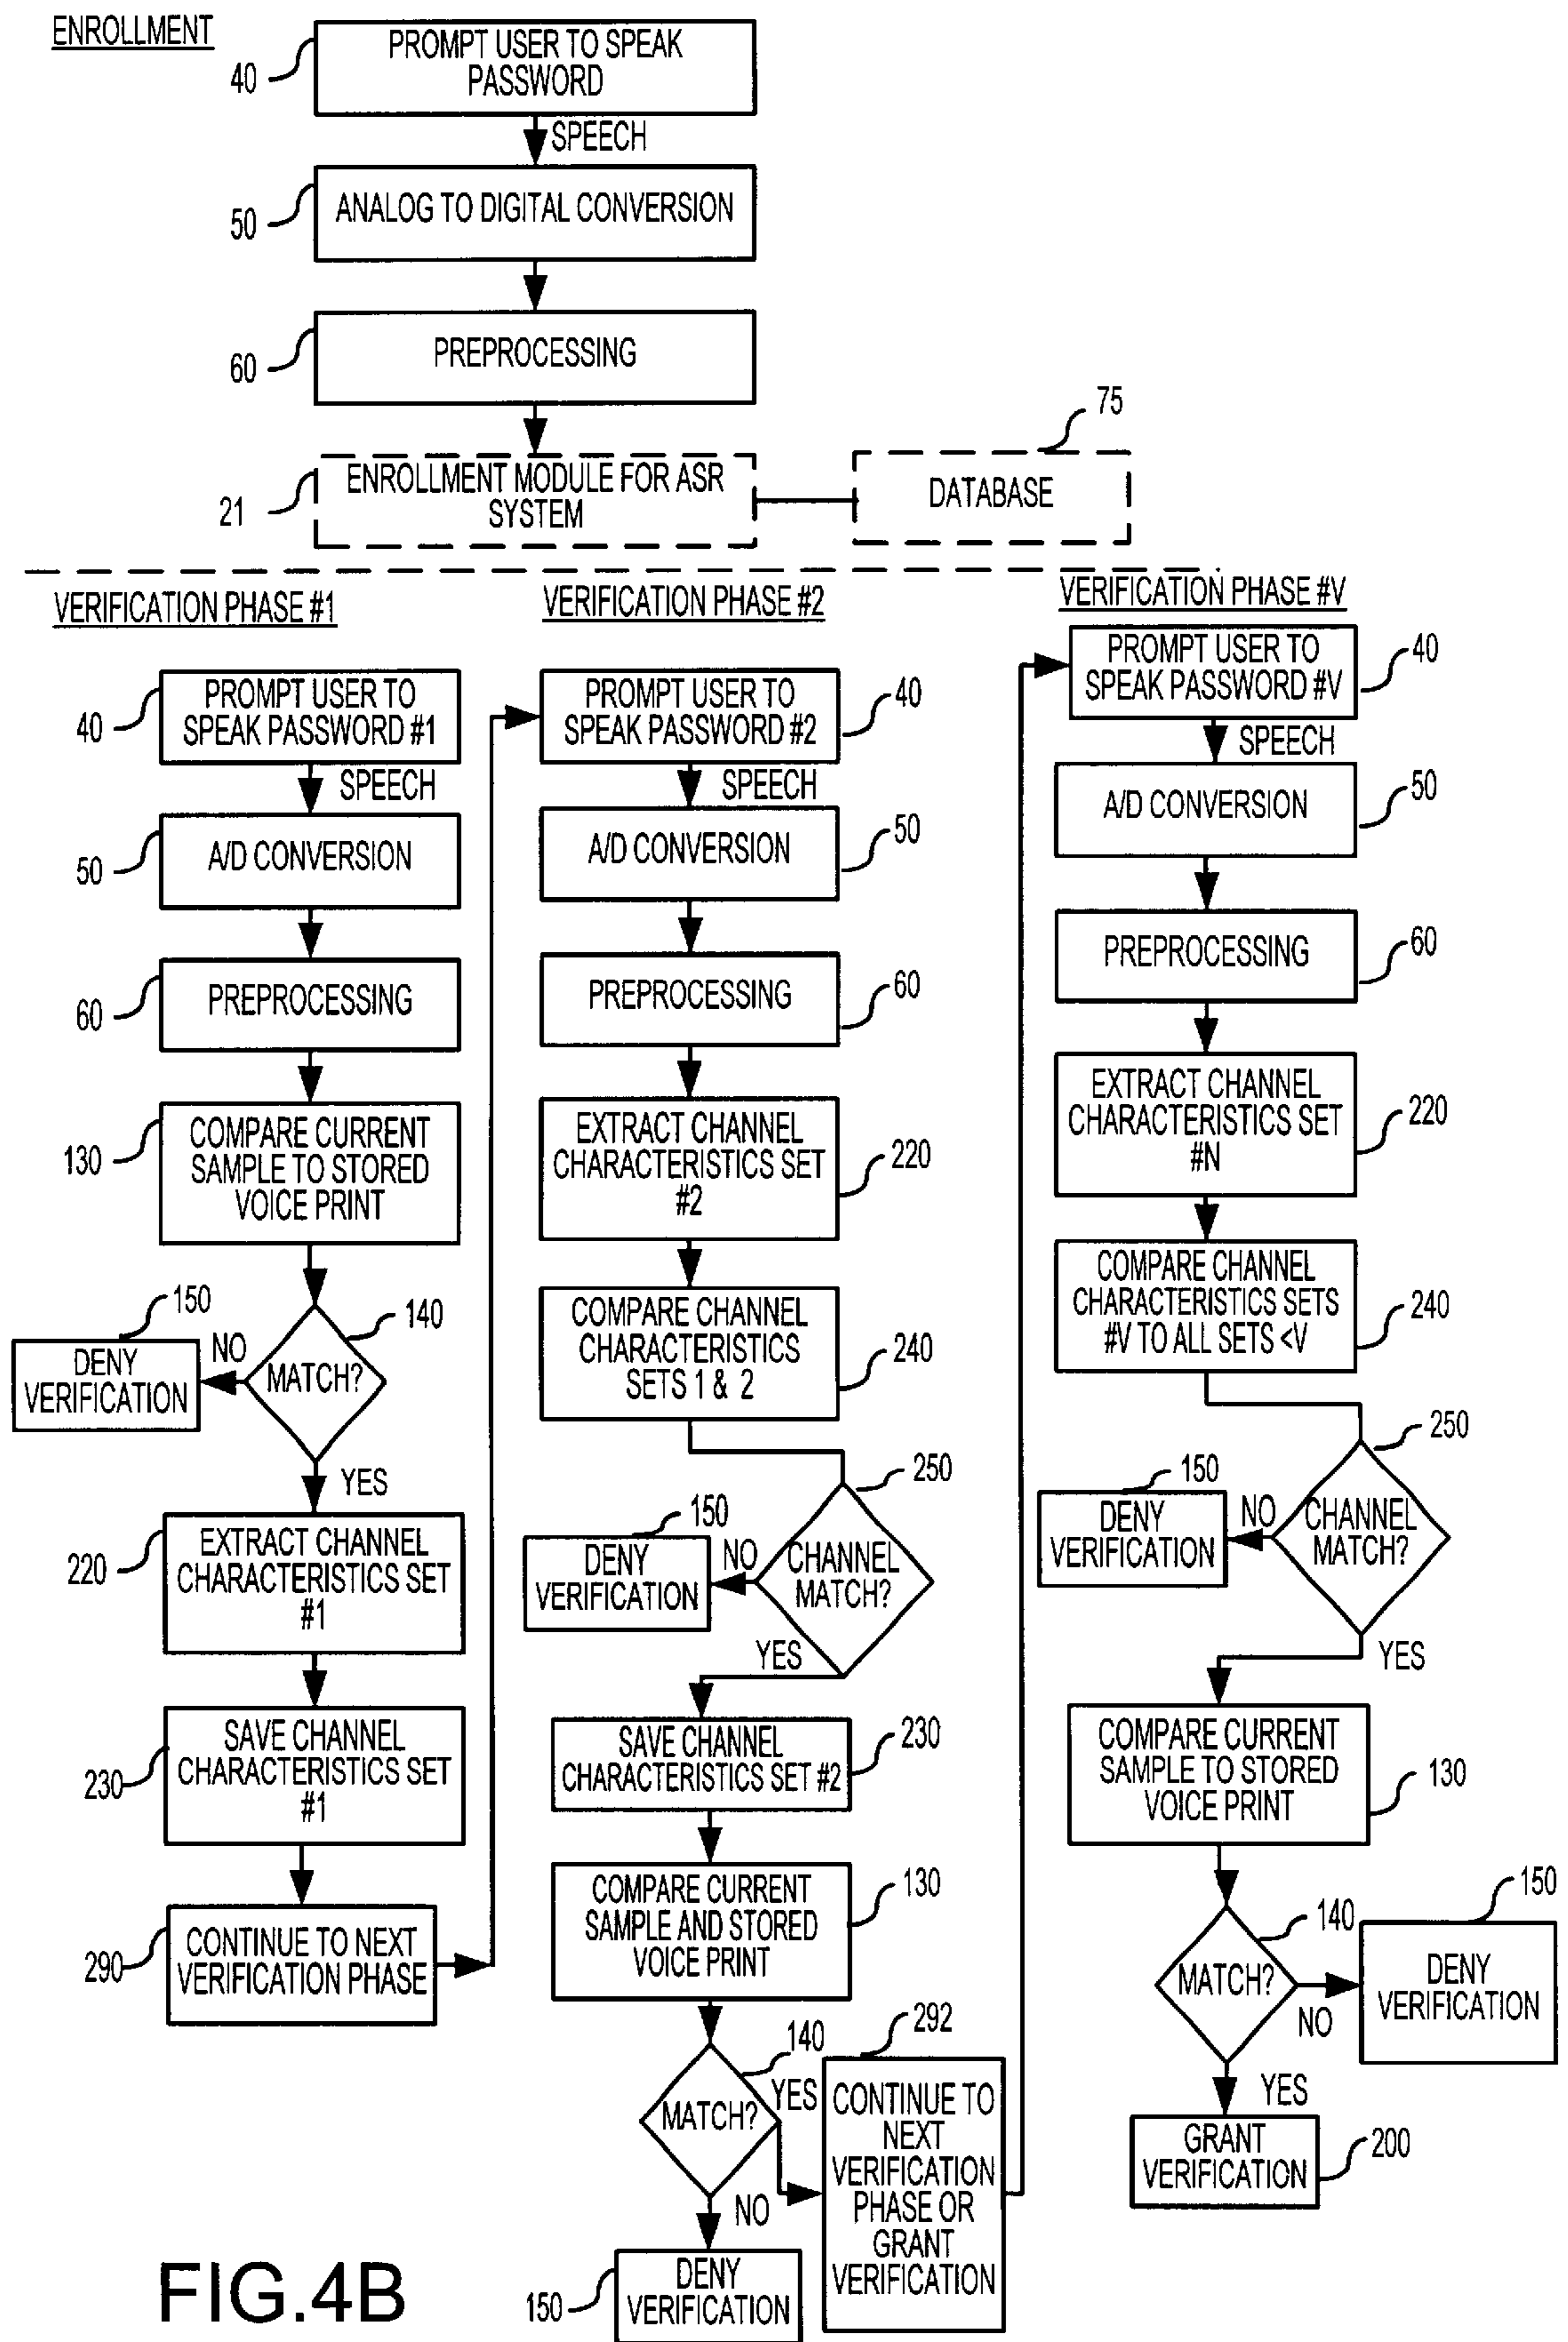 ENROLLMENT
PROMPT USER TO SPEAK
PASSWORD
40
SPEECH
ANALOG TO DIGITAL CONVERSION
50
PREPROCESSING
60
75
ENROLLMENT MODULE FOR ASR
SYSTEM
21
DATABASE
VERIFICATION PHASE #1
PROMPT USER TO
SPEAK PASSWORD #1
40
SPEECH
A/D CONVERSION
50
PREPROCESSING
60
COMPARE CURRENT
SAMPLE TO STORED
VOICE PRINT
130
150
140
DENY
VERIFICATION
NO
MATCH?
YES
EXTRACT CHANNEL
CHARACTERISTICS SET
#1
220
SAVE CHANNEL
CHARACTERISTICS SET
#1
230
CONTINUE TO NEXT
VERIFICATION PHASE
290
VERIFICATION PHASE #2
PROMPT USER TO
SPEAK PASSWORD #2
40
SPEECH
A/D CONVERSION
50
PREPROCESSING
60
EXTRACT CHANNEL
CHARACTERISTICS SET
#2
220
COMPARE CHANNEL
CHARACTERISTICS
SETS 1 & 2
240
250
150
DENY
VERIFICATION
NO
CHANNEL
MATCH?
YES
SAVE CHANNEL
CHARACTERISTICS SET #2
230
COMPARE CURRENT
SAMPLE AND STORED
VOICE PRINT
130
140
MATCH?
YES
292
CONTINUE TO
NEXT
VERIFICATION
PHASE OR
GRANT
VERIFICATION
NO
DENY
VERIFICATION
150
VERIFICATION PHASE #V
PROMPT USER TO
SPEAK PASSWORD #V
40
SPEECH
A/D CONVERSION
50
PREPROCESSING
60
EXTRACT CHANNEL
CHARACTERISTICS SET
#N
220
COMPARE CHANNEL
CHARACTERISTICS SETS
#V TO ALL SETS <V
240
250
150
DENY
VERIFICATION
NO
CHANNEL
MATCH?
YES
COMPARE CURRENT
SAMPLE TO STORED
VOICE PRINT
130
140
150
MATCH?
NO
DENY
VERIFICATION
YES
GRANT
VERIFICATION
200
FIG.4B